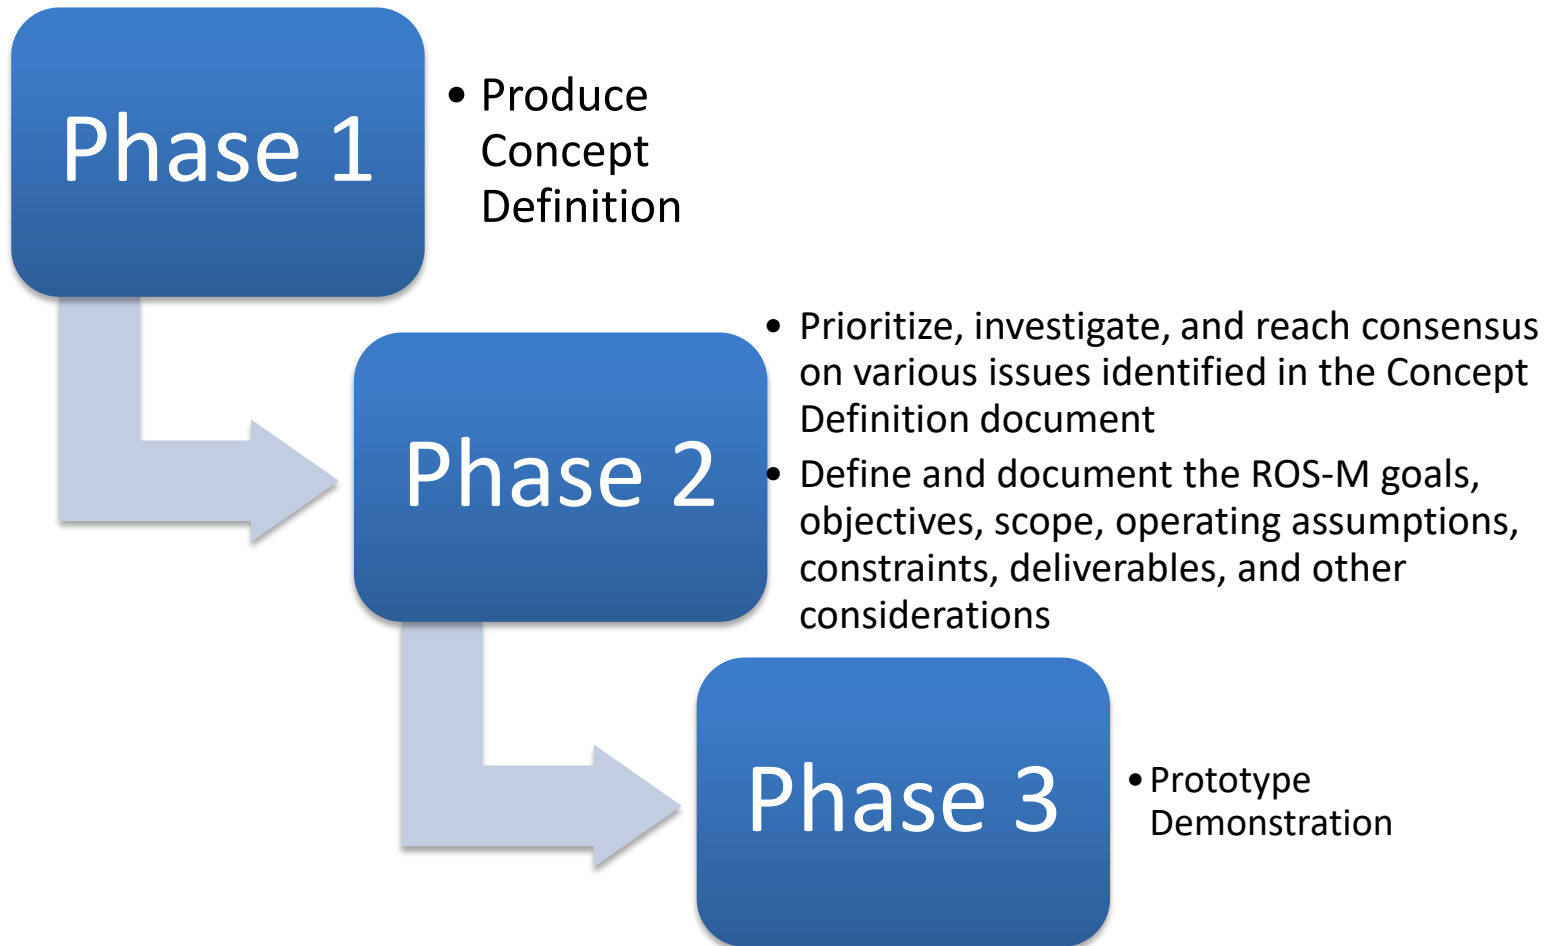 Phase 1
• Produce
Concept
Definition
Phase 2
• Prioritize, investigate, and reach consensus
on various issues identified in the Concept
Definition document
• Define and document the ROS-M goals,
objectives, scope, operating assumptions,
constraints, deliverables, and other
considerations
Phase 3
• Prototype
Demonstration